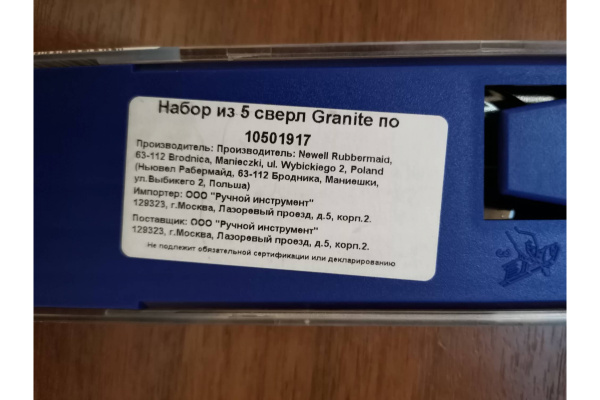 Набор из 5 сверл Granite по
10501917
Производитель: Производитель: Newell Rubbermaid,
63-112 Brodnica, Manieczki, ul. Wybickiego 2, Poland
(Ньювел Рабермайд, 63-112 Бродника, Маниешки,
ул.Выбикего 2, Польша)
Импортер: ООО "Ручной инструмент"
129323, г.Москва, Лазоревый проезд, д.5, корп.2.
Поставщик: ООО "Ручной инструмент"
129323, г.Москва, Лазоревый проезд, д.5, корп.2.
Не подлежит обязательной сертификации или декларированию